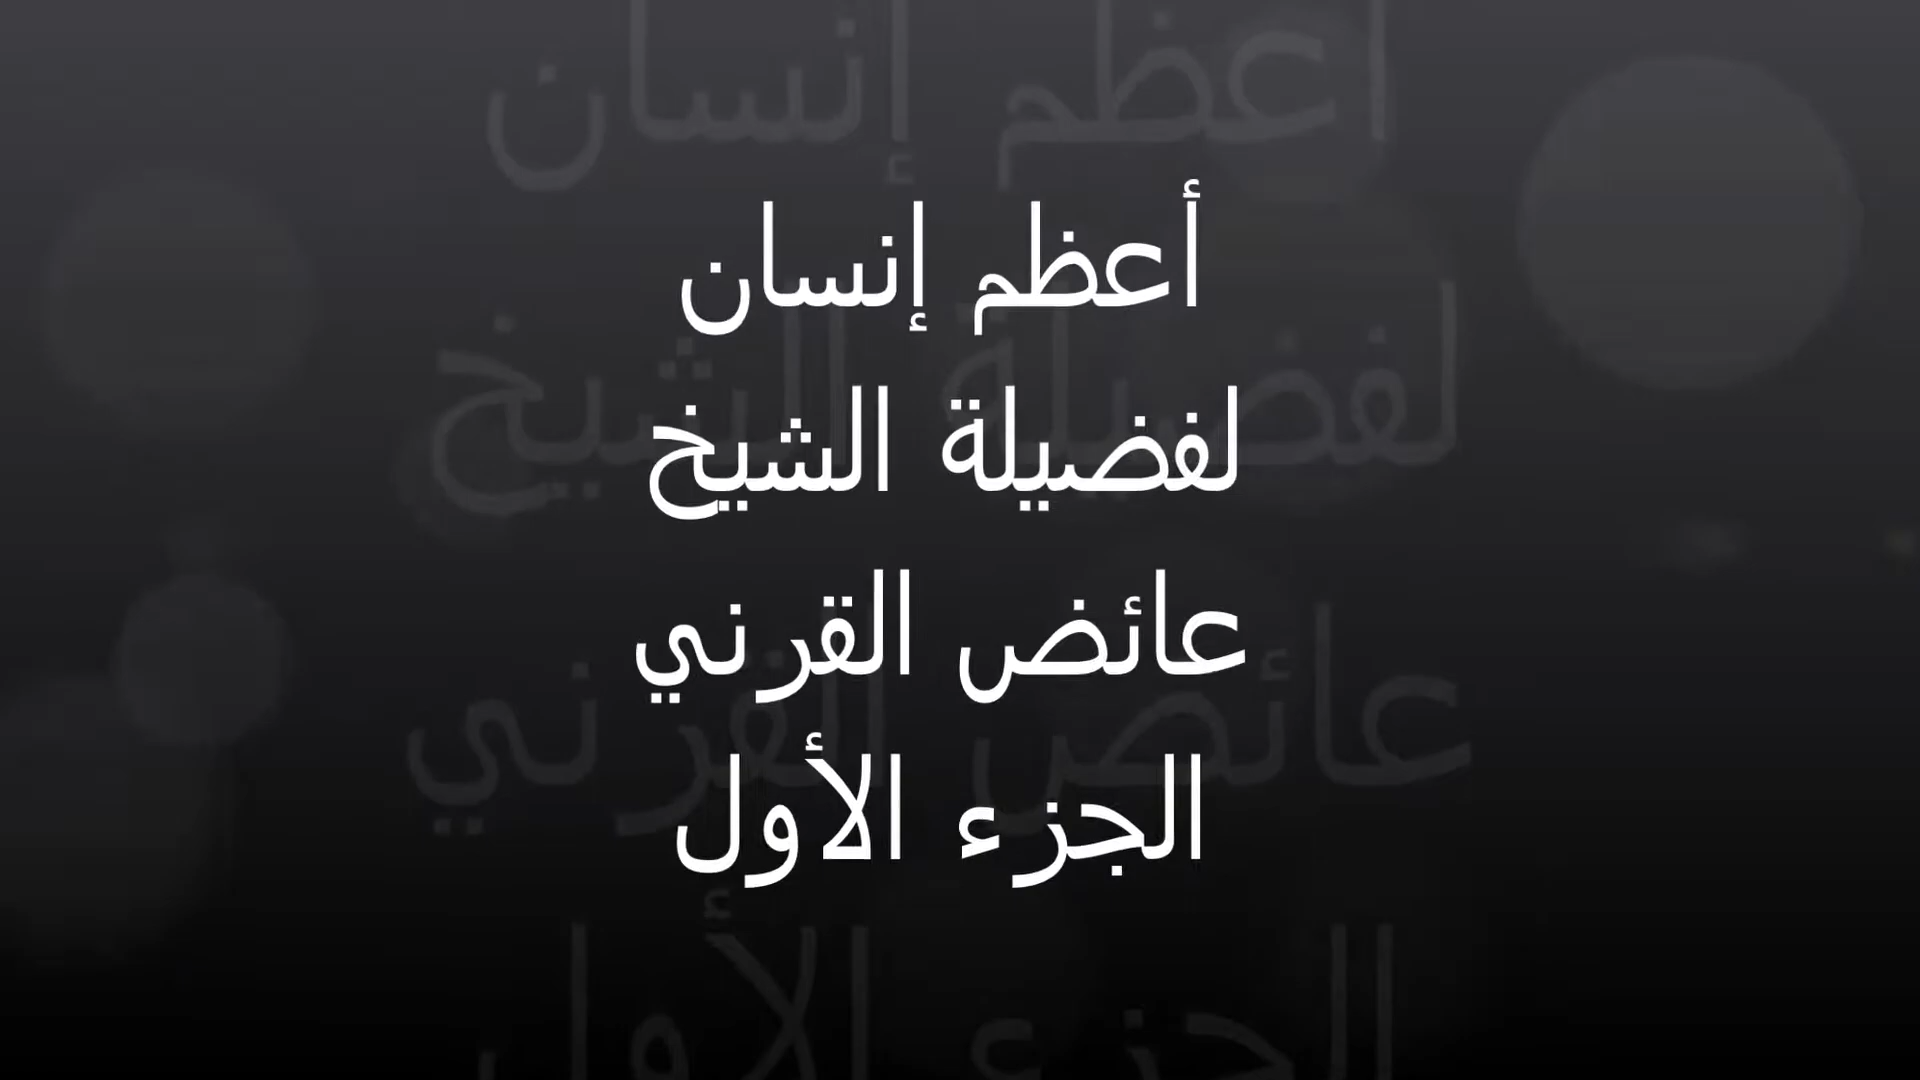 أعظم إنسان
لفضيلة الشيخ
عائض القرني
الجزء الأول